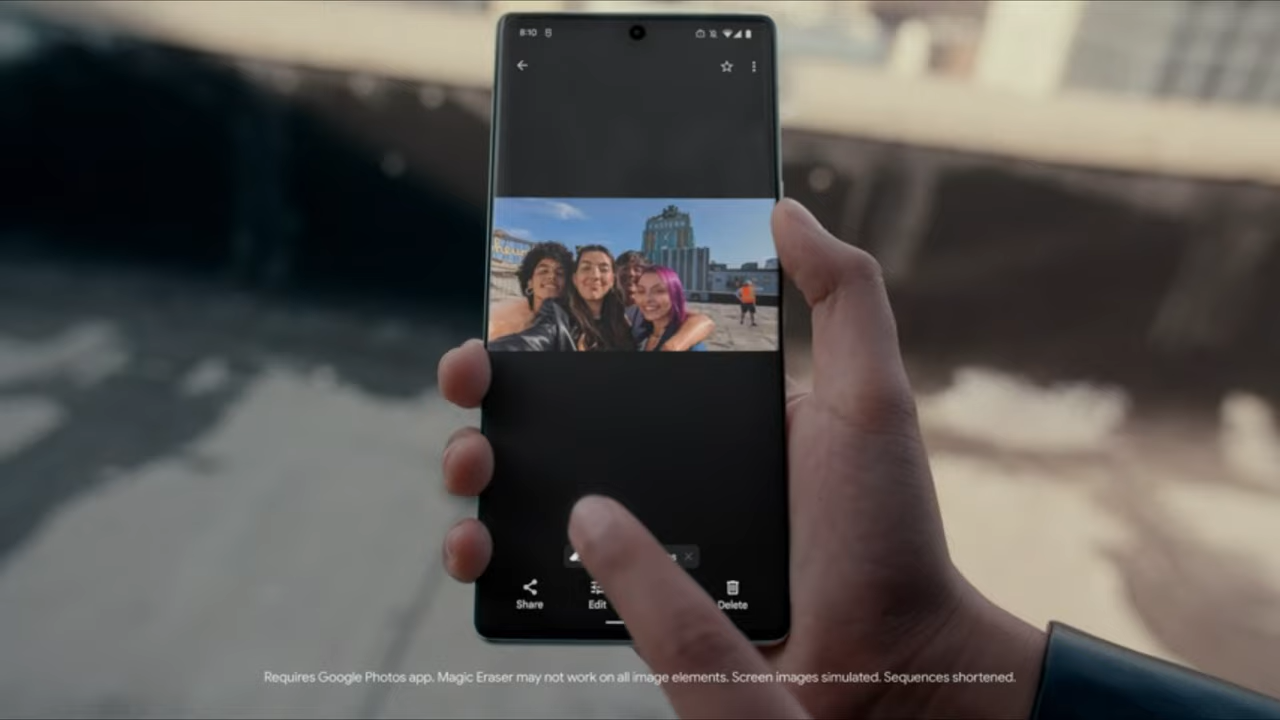 8:10
EASTERN
Share
Edit
Delete
Requires Google Photos app. Magic Eraser may not work on all image elements. Screen images simulated. Sequences shortened.